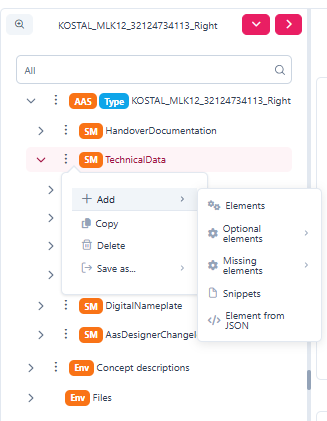 KOSTAL_MLK12_32124734113_Right
All
AAS Type KOSTAL_MLK12_32124734113_Right
SM HandoverDocumentation
SM TechnicalData
Add
Copy
Delete
Save as...
Elements
Optional
elements
Missing
elements
Snippets
Element from
JSON
SM DigitalNameplate
SM AasDesignerChangel
Env Concept descriptions
Env Files